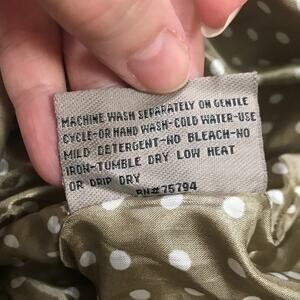 MACHINE WASH SEPARATELY ON GENTLE
CYCLE-OR HAND WASH-COLD WATER-USE
MILD DETERGENT-NO BLEACH-NO
IRON-TUMBLE DRY LOW HEAT
OR DRIP DRY
RN#75794